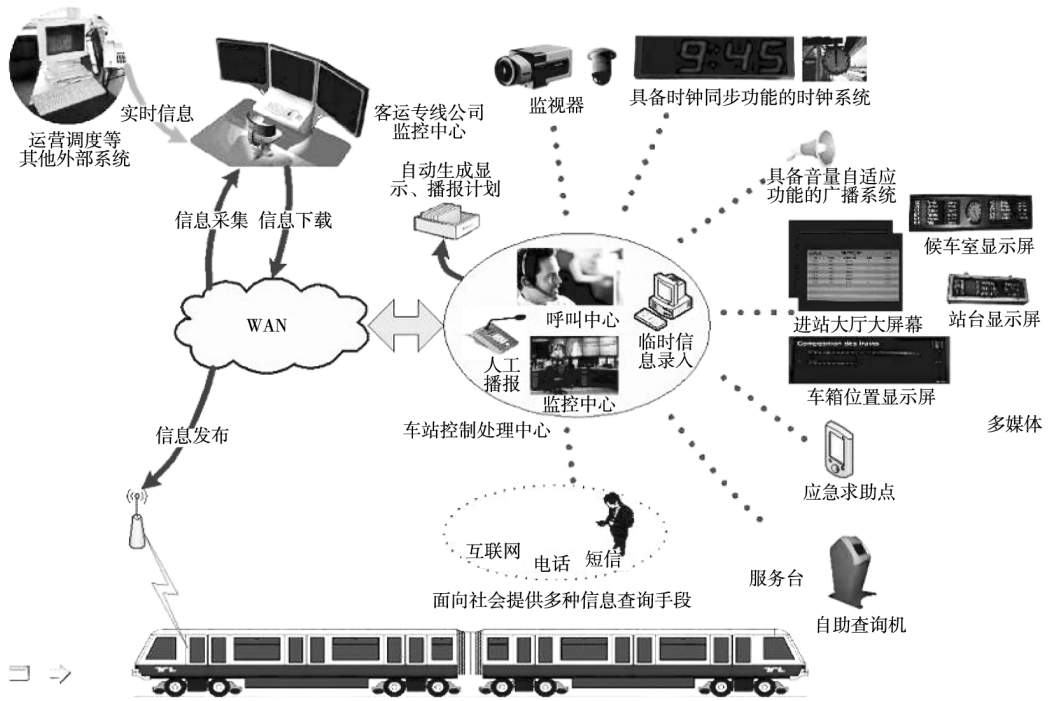 实时信息
运营调度等
其他外部系统
客运专线公司
监控中心
监视器
9:45
具备时钟同步功能的时钟系统
自动生成显
示、播报计划
具备音量自适应
功能的广播系统
信息采集
信息下载
候车室显示屏
WAN
呼叫中心
临时信
息录入
人工
播报
监控中心
车站控制处理中心
进站大厅大屏幕
站台显示屏
车箱位置显示屏
多媒体
信息发布
应急求助点
互联网
电话
短信
面向社会提供多种信息查询手段
服务台
自助查询机